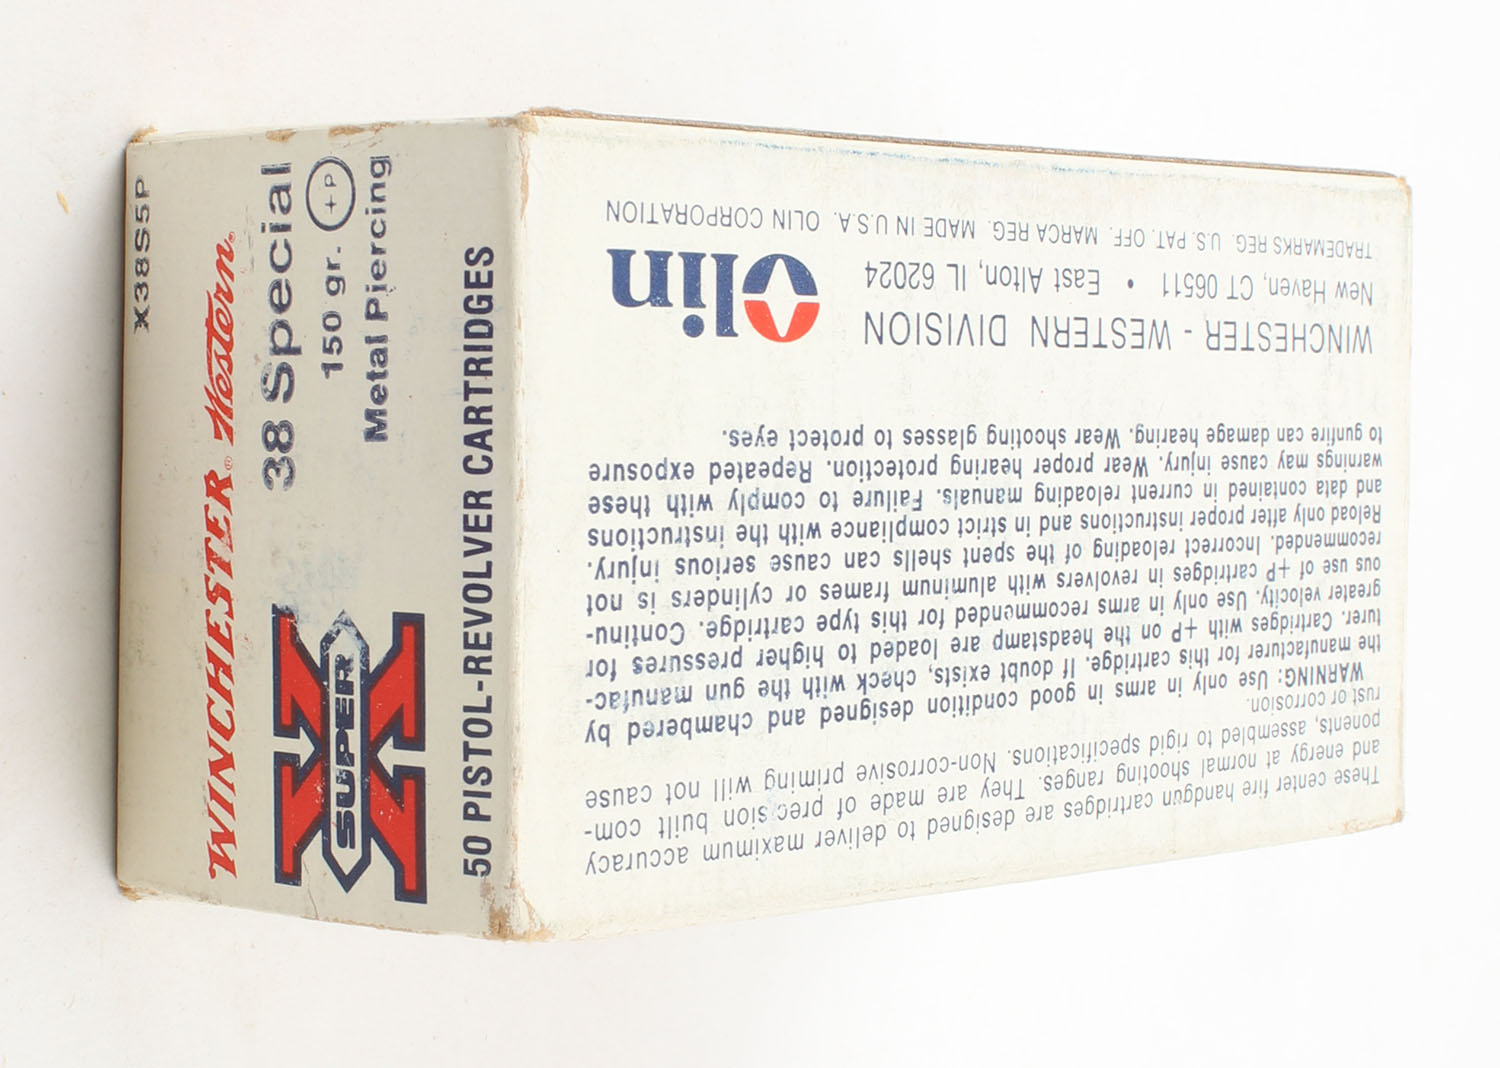 X38S5P
WINCHESTER® Western®
38 Special
150 gr. +P
Metal Piercing
SUPER X
50 PISTOL-REVOLVER CARTRIDGES
These center fire handgun cartridges are designed to deliver maximum accuracy
and energy at normal shooting ranges. They are made of precision built com-
ponents, assembled to rigid specifications. Non-corrosive priming will not cause
rust or corrosion.
WARNING: Use only in arms in good condition designed and chambered by
the manufacturer for this cartridge. If doubt exists, check with the gun manufac-
turer. Cartridges with +P on the headstamp are loaded to higher pressures for
greater velocity. Use only in arms recommended for this type cartridge. Continu-
ous use of +P cartridges in revolvers with aluminum frames or cylinders is not
recommended. Incorrect reloading of the spent shells can cause serious injury.
Reload only after proper instructions and in strict compliance with the instructions
and data contained in current reloading manuals. Failure to comply with these
warnings may cause injury. Wear proper hearing protection. Repeated exposure
to gunfire can damage hearing. Wear shooting glasses to protect eyes.
WINCHESTER - WESTERN DIVISION
New Haven, CT 06511 • East Alton, IL 62024
Olin
TRADEMARKS REG. U.S. PAT. OFF. MARCA REG. MADE IN U.S.A. OLIN CORPORATION